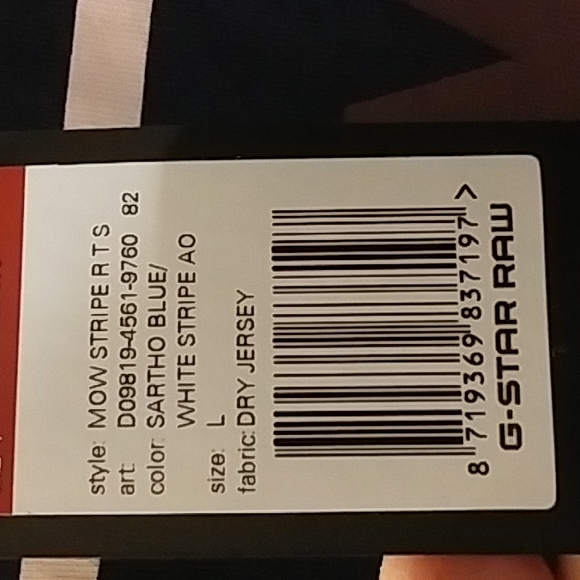 style: MOW STRIPE R T S
art: D09819-4561-9760 82
color: SARTHO BLUE/
WHITE STRIPE AO
size: L
fabric: DRY JERSEY
8 719369 837197 >
G-STAR RAW